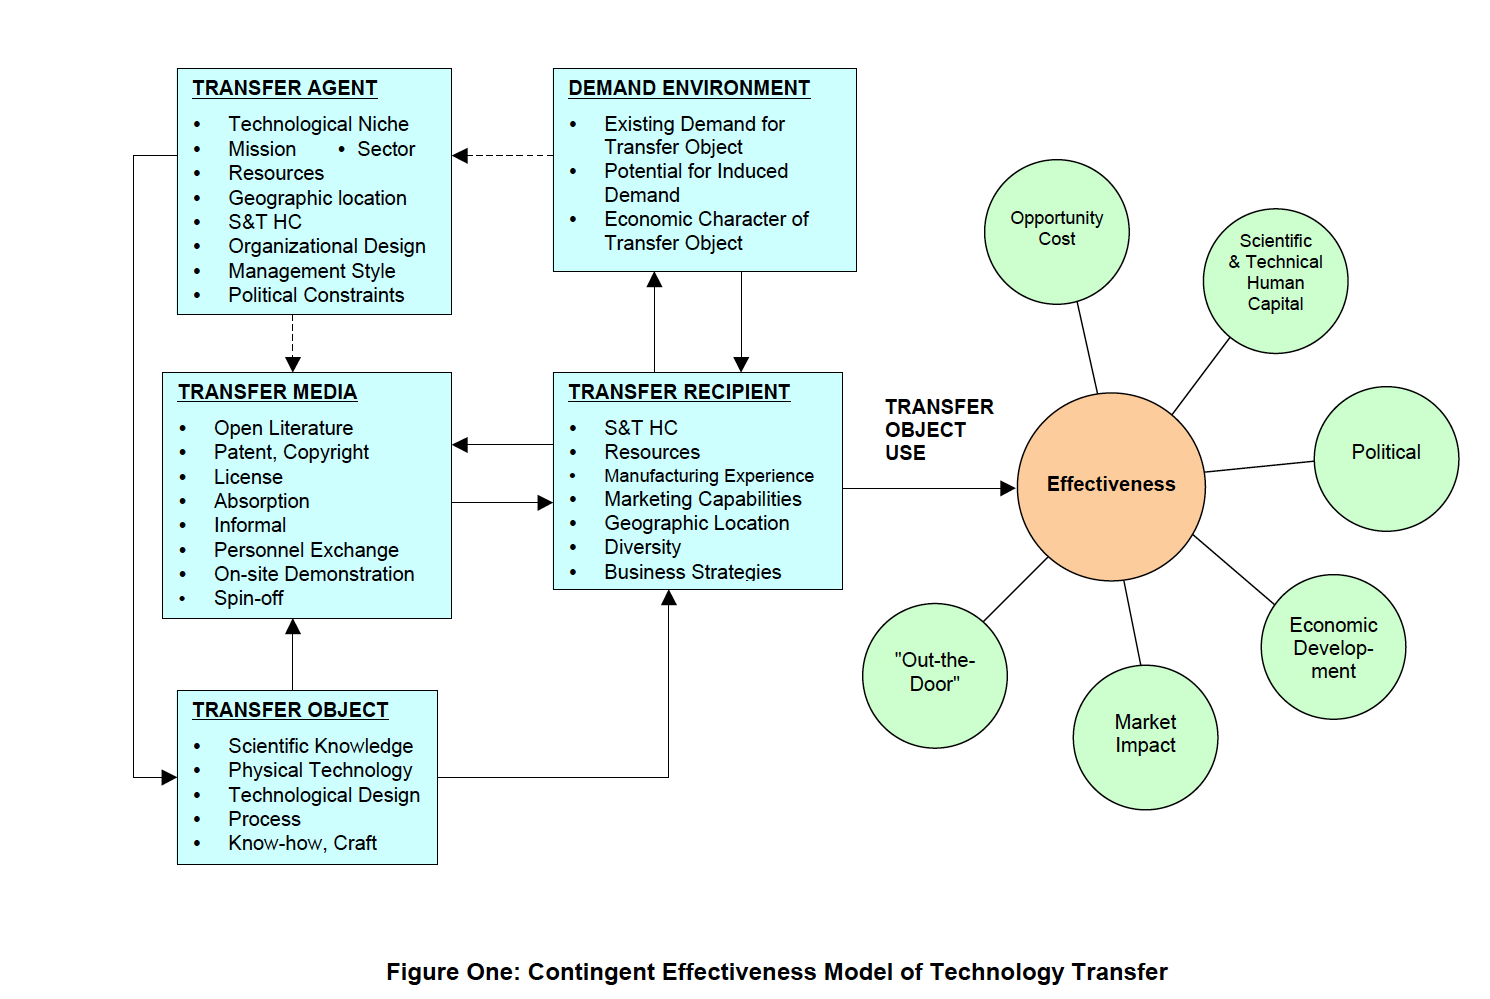 TRANSFER AGENT
• Technological Niche
• Mission • Sector
• Resources
• Geographic location
• S&T HC
• Organizational Design
• Management Style
• Political Constraints
DEMAND ENVIRONMENT
• Existing Demand for
Transfer Object
• Potential for Induced
Demand
• Economic Character of
Transfer Object
TRANSFER MEDIA
• Open Literature
• Patent, Copyright
• License
• Absorption
• Informal
• Personnel Exchange
• On-site Demonstration
• Spin-off
TRANSFER RECIPIENT
• S&T HC
• Resources
• Manufacturing Experience
• Marketing Capabilities
• Geographic Location
• Diversity
• Business Strategies
TRANSFER OBJECT
• Scientific Knowledge
• Physical Technology
• Technological Design
• Process
• Know-how, Craft
TRANSFER
OBJECT
USE
Effectiveness
Opportunity
Cost
Scientific
& Technical
Human
Capital
Political
Economic
Develop-
ment
Market
Impact
"Out-the-
Door"
Figure One: Contingent Effectiveness Model of Technology Transfer